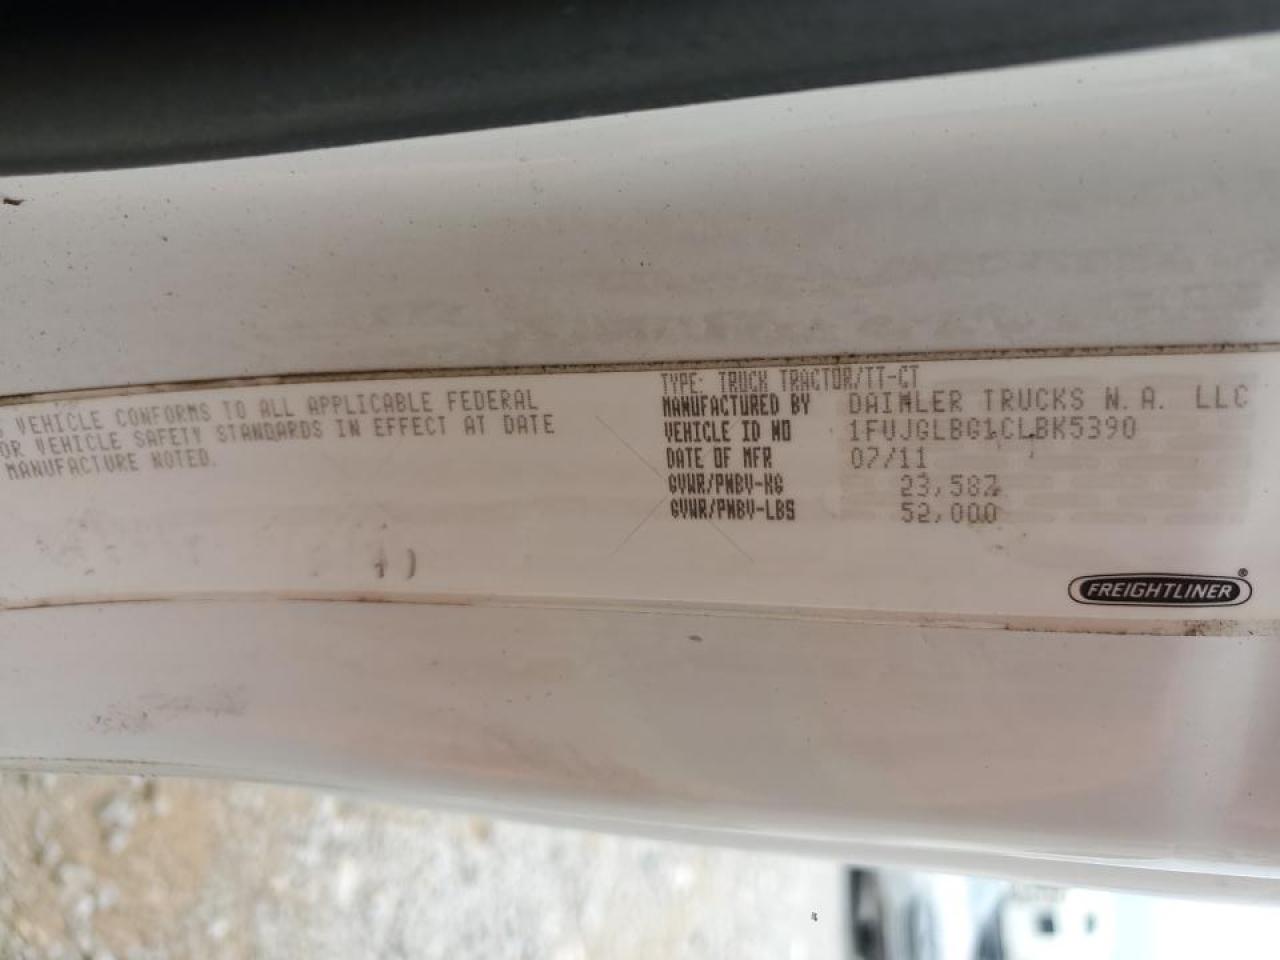 VEHICLE CONFORMS TO ALL APPLICABLE FEDERAL
OR VEHICLE SAFETY STANDARDS IN EFFECT AT DATE
MANUFACTURE NOTED.
TYPE: TRUCK TRACTOR/TT-CT
MANUFACTURED BY DAIMLER TRUCKS N.A. LLC
VEHICLE ID NO 1FUJGLBG1CLBK5390
DATE OF MFR 07/11
GVWR/PNBV-KG 23,587
GVWR/PNBV-LBS 52,000
FREIGHTLINER®